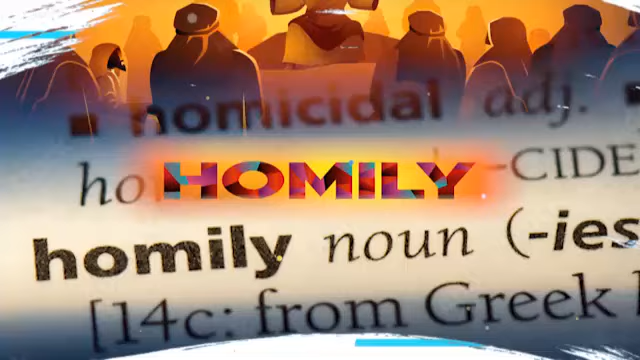 ■ homicidal adj. ■
HOMILY
-CIDE
homily noun (-ies
[14c: from Greek